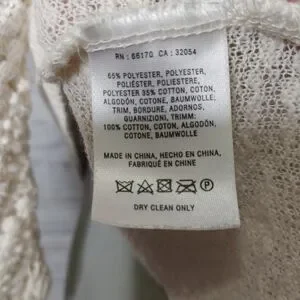 RN : 66170 CA : 32054
65% POLYESTER, POLYESTER,
POLIÉSTER, POLIESTERE,
POLYESTER 35% COTTON, COTON,
ALGODÓN, COTONE, BAUMWOLLE;
TRIM, BORDURE, ADORNOS,
GUARNIZIONI, TRIMM:
100% COTTON, COTON, ALGODÓN,
COTONE, BAUMWOLLE
MADE IN CHINA, HECHO EN CHINA,
FABRIQUÉ EN CHINE
P
DRY CLEAN ONLY